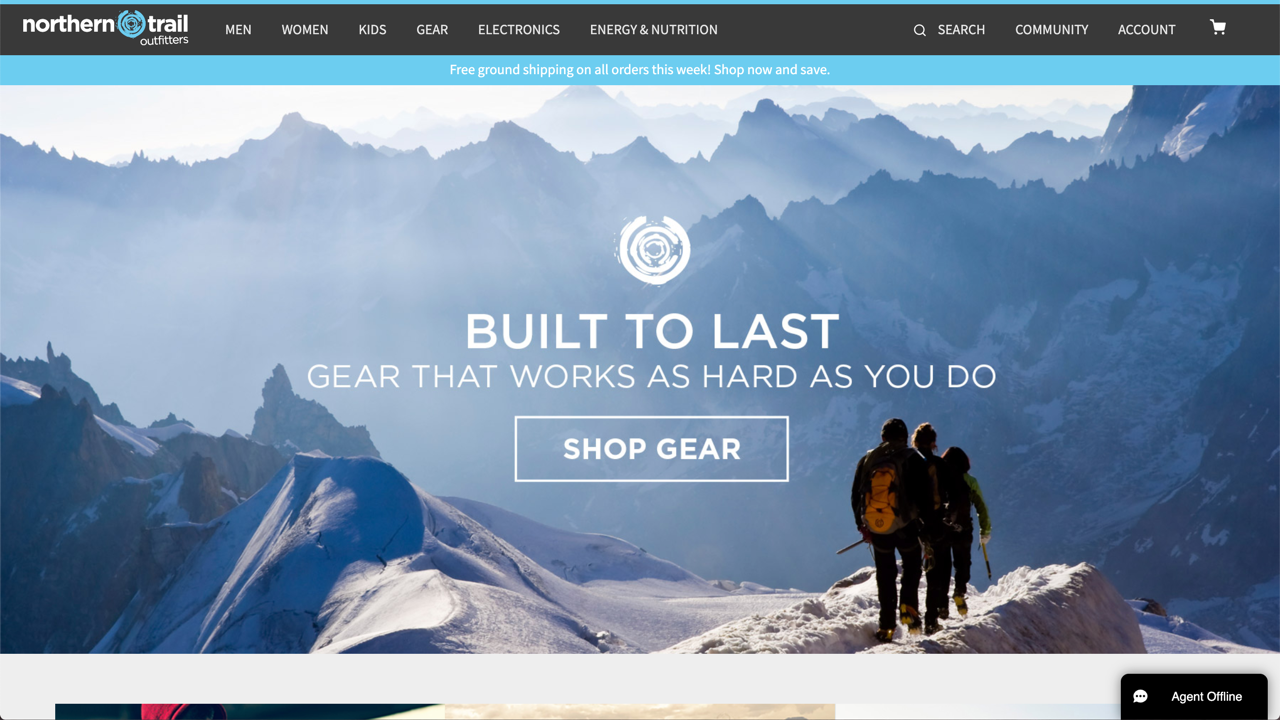 northern trail
outfitters
MEN WOMEN KIDS GEAR ELECTRONICS ENERGY & NUTRITION SEARCH COMMUNITY ACCOUNT
Free ground shipping on all orders this week! Shop now and save.
BUILT TO LAST
GEAR THAT WORKS AS HARD AS YOU DO
SHOP GEAR
Agent Offline